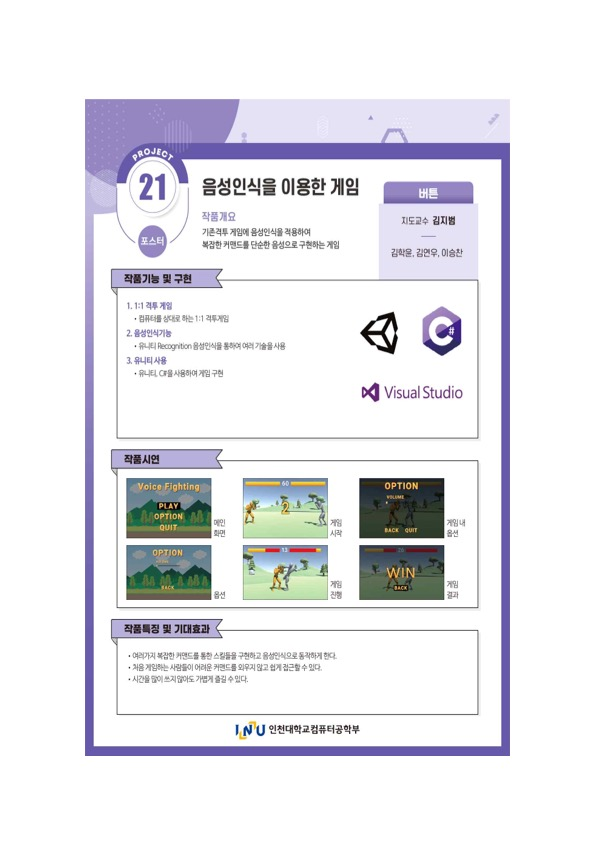 PROJECT
21
포스터
음성인식을 이용한 게임
작품개요
기존격투 게임에 음성인식을 적용하여
복잡한 커맨드를 단순한 음성으로 구현하는 게임
버튼
지도교수 김지범
김학윤, 김연우, 이승찬
작품기능 및 구현
1. 1:1 격투 게임
• 컴퓨터를 상대로 하는 1:1 격투게임
2. 음성인식기능
• 유니티 Recognition 음성인식을 통하여 여러 기술을 사용
3. 유니티 사용
• 유니티, C#을 사용하여 게임 구현
C#
Visual Studio
작품시연
Voice Fighting
PLAY
OPTION
QUIT
메인
화면
60
2
게임
시작
OPTION
VOLUME
BACK QUIT
게임 내
옵션
OPTION
BACK
옵션
13
게임
진행
WIN
BACK
게임
결과
작품특징 및 기대효과
• 여러가지 복잡한 커맨드를 통한 스킬들을 구현하고 음성인식으로 동작하게 한다.
• 처음 게임하는 사람들이 어려운 커맨드를 외우지 않고 쉽게 접근할 수 있다.
• 시간을 많이 쓰지 않아도 가볍게 즐길 수 있다.
INU 인천대학교컴퓨터공학부